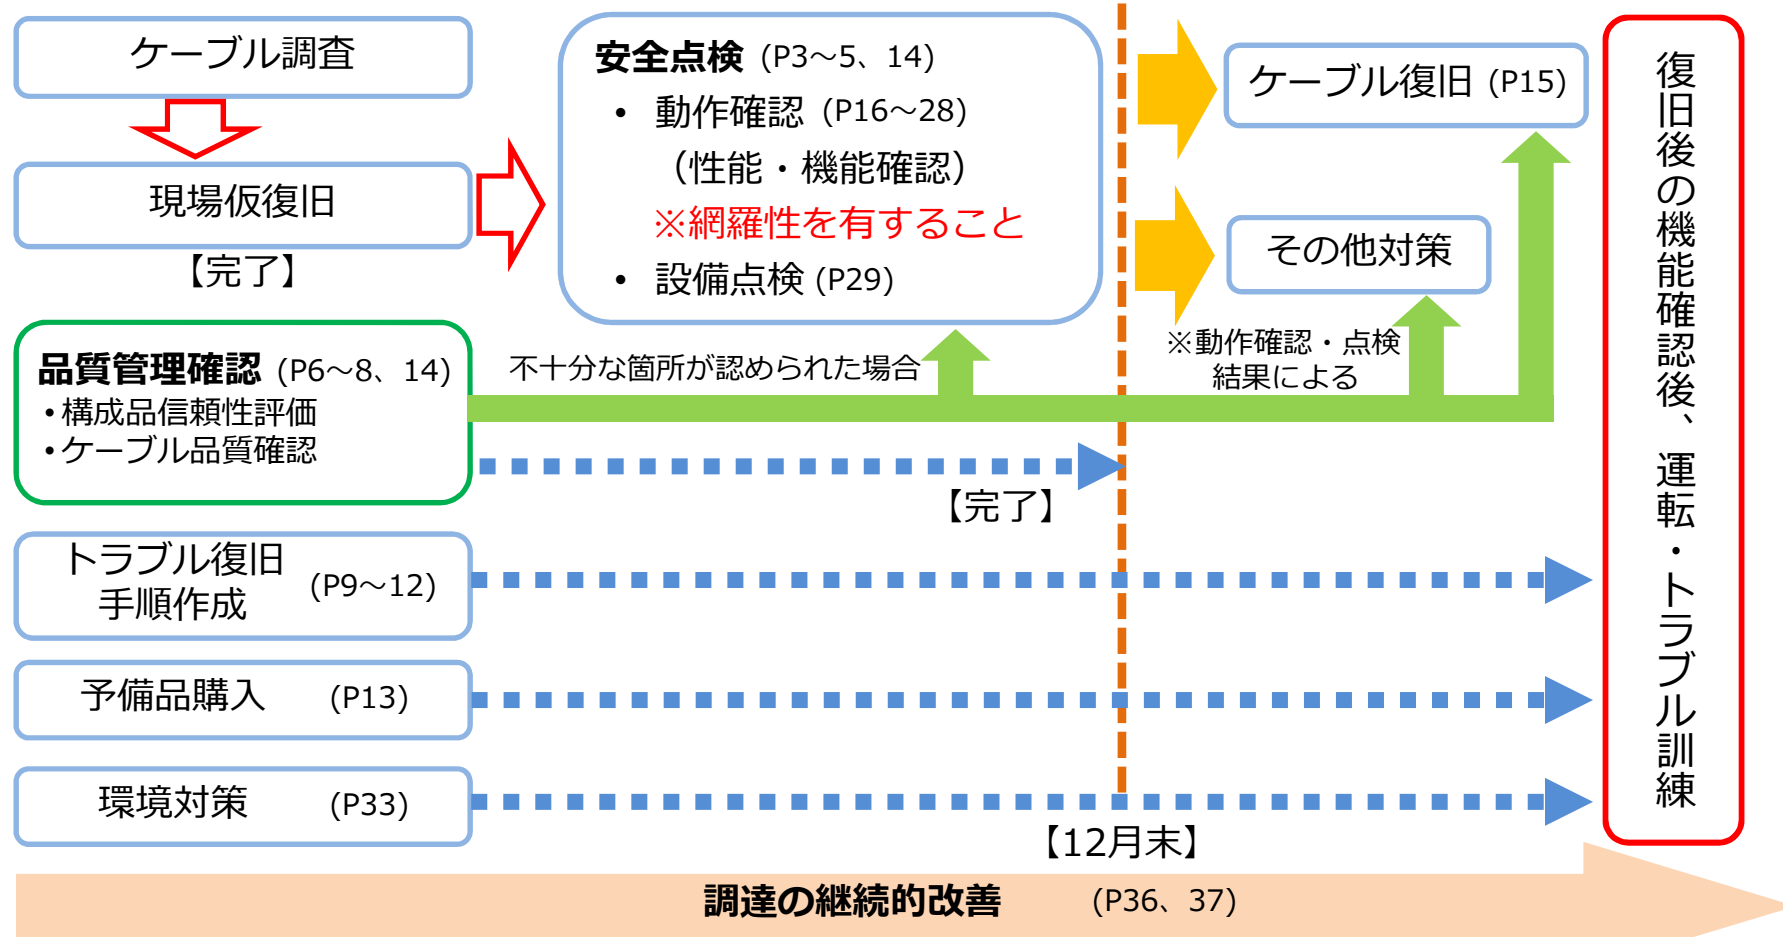 ケーブル調査
現場仮復旧
【完了】
安全点検 (P3～5、14)
• 動作確認 (P16～28)
（性能・機能確認）
※網羅性を有すること
• 設備点検 (P29)
ケーブル復旧 (P15)
その他対策
※動作確認・点検
結果による
品質管理確認 (P6～8、14)
・構成品信頼性評価
・ケーブル品質確認
不十分な箇所が認められた場合
【完了】
トラブル復旧
手順作成
(P9～12)
予備品購入 (P13)
環境対策 (P33)
【12月末】
調達の継続的改善 (P36、37)
復旧後の機能確認後、運転・トラブル訓練